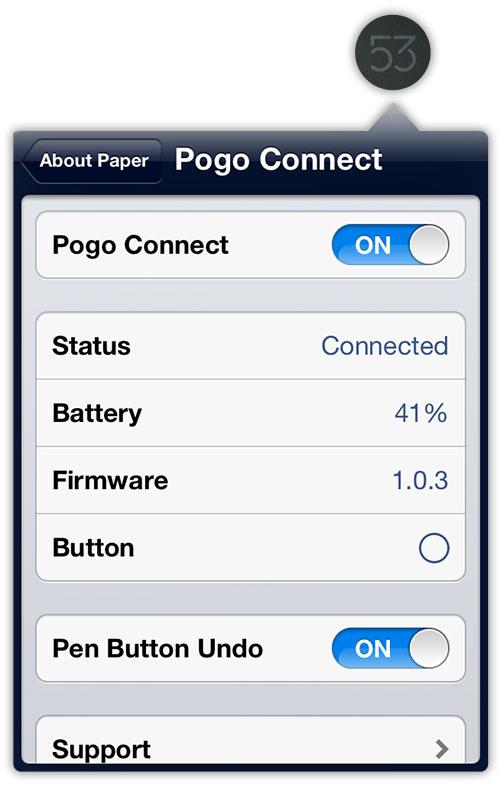 53
About Paper Pogo Connect
Pogo Connect ON
Status Connected
Battery 41%
Firmware 1.0.3
Button
Pen Button Undo ON
Support